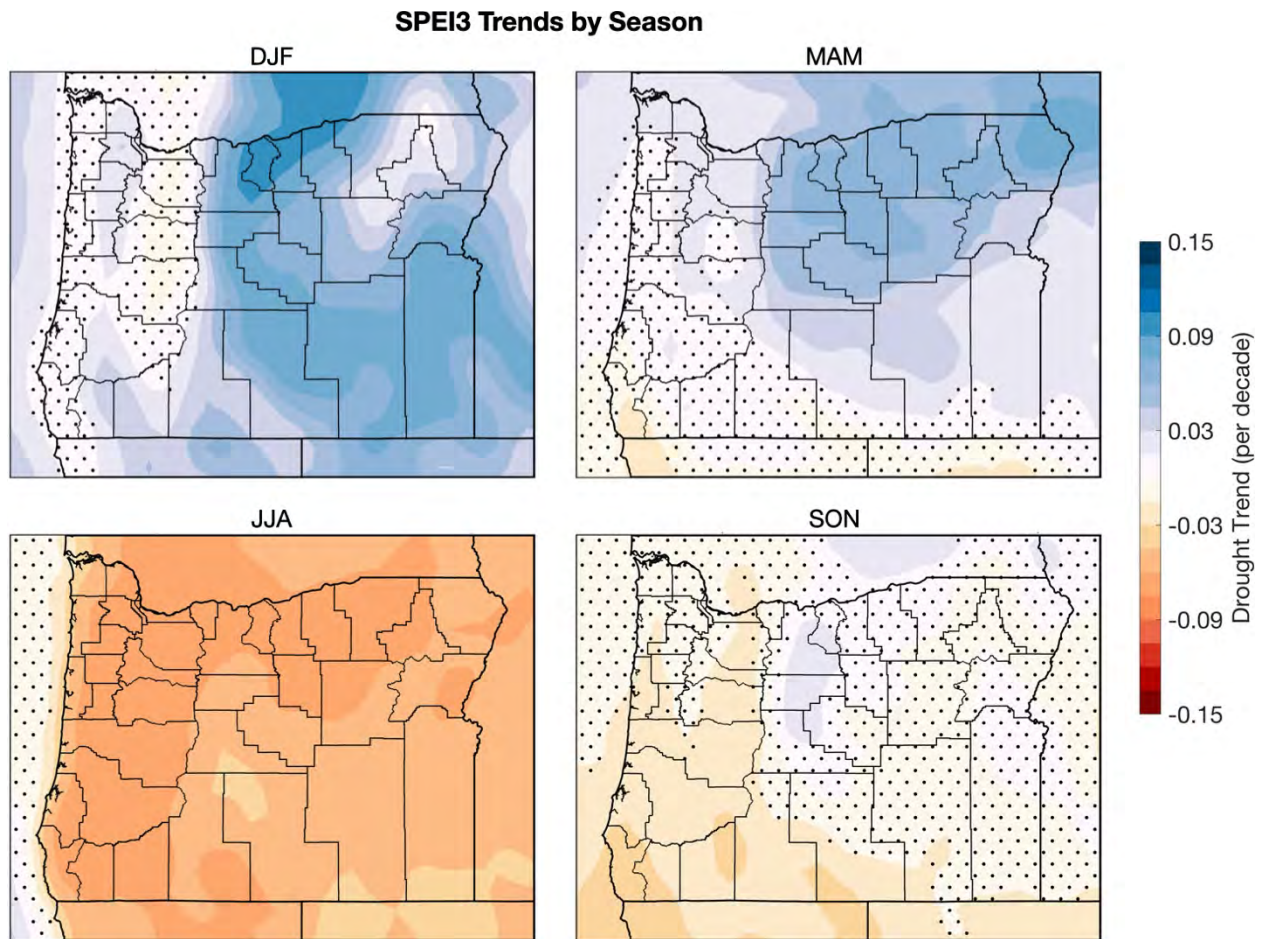 SPEI3 Trends by Season
DJF
MAM
0.15
0.09
0.03
-0.03
-0.09
-0.15
Drought Trend (per decade)
JJA
SON